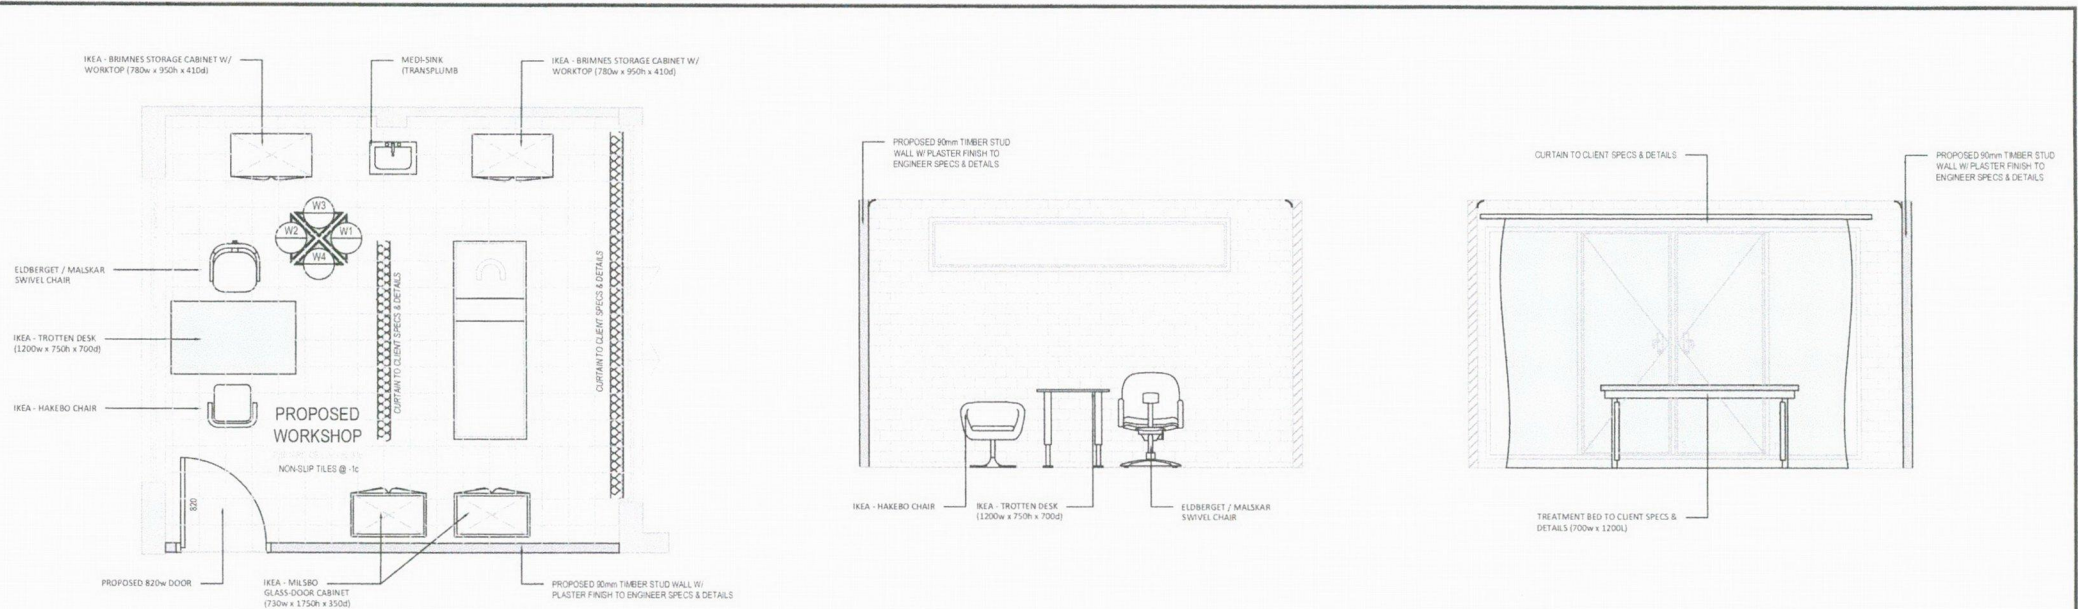 IKEA - BRIMNES STORAGE CABINET W/
WORKTOP (780w x 950h x 410d)
MEDI-SINK
(TRANSPLUMB
IKEA - BRIMNES STORAGE CABINET W/
WORKTOP (780w x 950h x 410d)
W3
W2
W1
W4
ELDBERGET / MALSKAR
SWIVEL CHAIR
IKEA - TROTTEN DESK
(1200w x 750h x 700d)
IKEA - HAKEBO CHAIR
CURTAIN TO CLIENT SPECS & DETAILS
CURTAIN TO CLIENT SPECS & DETAILS
PROPOSED
WORKSHOP
NON-SLIP TILES @ -1c
820
PROPOSED 820w DOOR
IKEA - MILSBO
GLASS-DOOR CABINET
(730w x 1750h x 350d)
PROPOSED 90mm TIMBER STUD WALL W/
PLASTER FINISH TO ENGINEER SPECS & DETAILS
PROPOSED 90mm TIMBER STUD
WALL W/ PLASTER FINISH TO
ENGINEER SPECS & DETAILS
IKEA - HAKEBO CHAIR
IKEA - TROTTEN DESK
(1200w x 750h x 700d)
ELDBERGET / MALSKAR
SWIVEL CHAIR
CURTAIN TO CLIENT SPECS & DETAILS
PROPOSED 90mm TIMBER STUD
WALL W/ PLASTER FINISH TO
ENGINEER SPECS & DETAILS
TREATMENT BED TO CLIENT SPECS &
DETAILS (700w x 1200L)